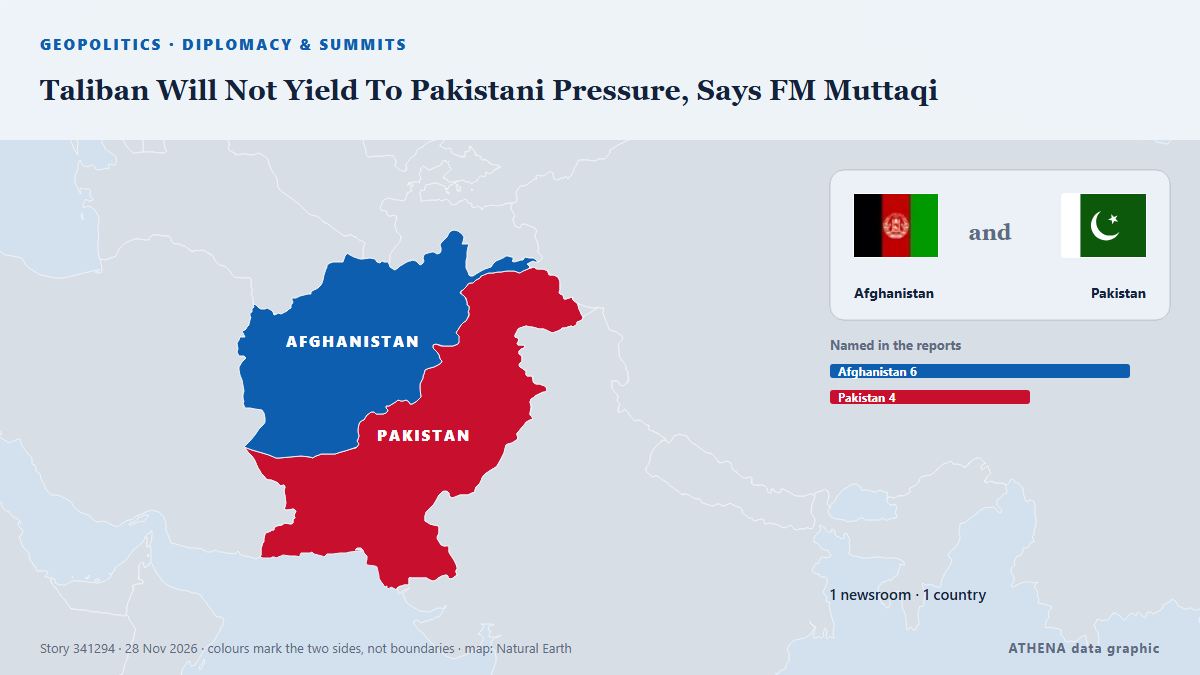 GEOPOLITICS · DIPLOMACY & SUMMITS
Taliban Will Not Yield To Pakistani Pressure, Says FM Muttaqi
and
Afghanistan
Pakistan
Named in the reports
Afghanistan 6
Pakistan 4
AFGHANISTAN
PAKISTAN
1 newsroom · 1 country
Story 341294 · 28 Nov 2026 · colours mark the two sides, not boundaries · map: Natural Earth
ATHENA data graphic